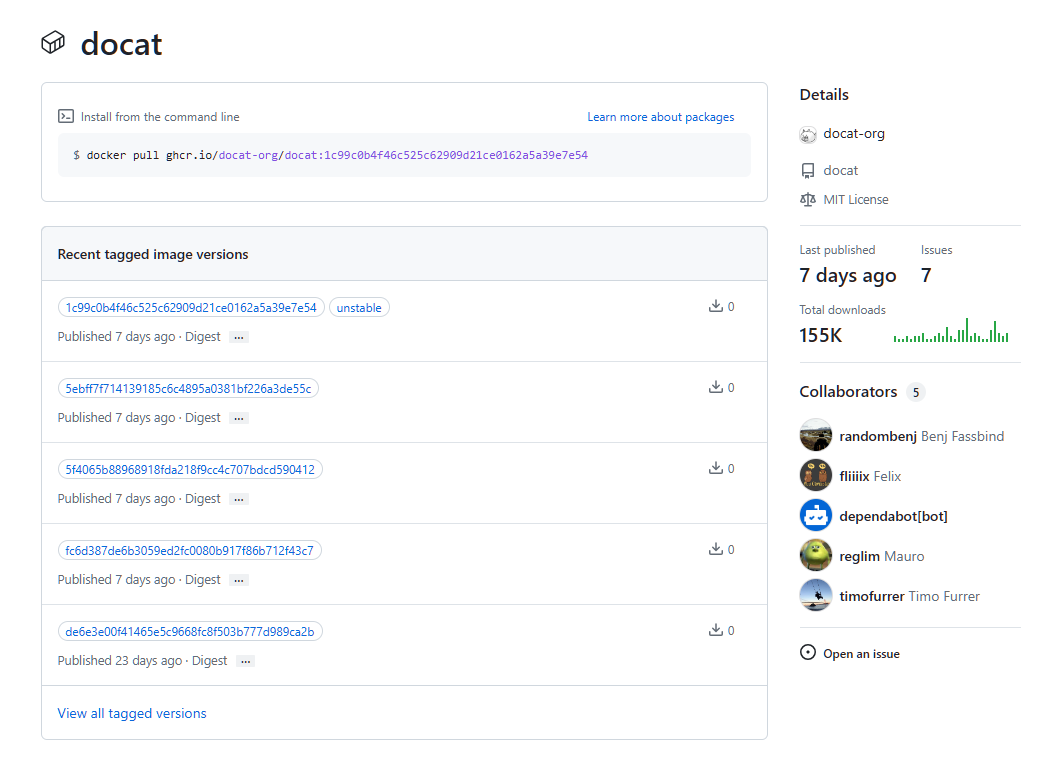 docat
Install from the command line
Learn more about packages
$ docker pull ghcr.io/docat-org/docat:1c99c0b4f46c525c62909d21ce0162a5a39e7e54
Recent tagged image versions
1c99c0b4f46c525c62909d21ce0162a5a39e7e54 unstable 0
Published 7 days ago · Digest ...
5ebff7f714139185c6c4895a0381bf226a3de55c 0
Published 7 days ago · Digest ...
5f4065b88968918fda218f9cc4c707bdcd590412 0
Published 7 days ago · Digest ...
fc6d387de6b3059ed2fc0080b917f86b712f43c7 0
Published 7 days ago · Digest ...
de6e3e00f41465e5c9668fc8f503b777d989ca2b 0
Published 23 days ago · Digest ...
View all tagged versions
Details
docat-org
docat
MIT License
Last published Issues
7 days ago 7
Total downloads
155K
Collaborators 5
randombenj Benj Fassbind
fliiiix Felix
dependabot[bot]
reglim Mauro
timofurrer Timo Furrer
Open an issue